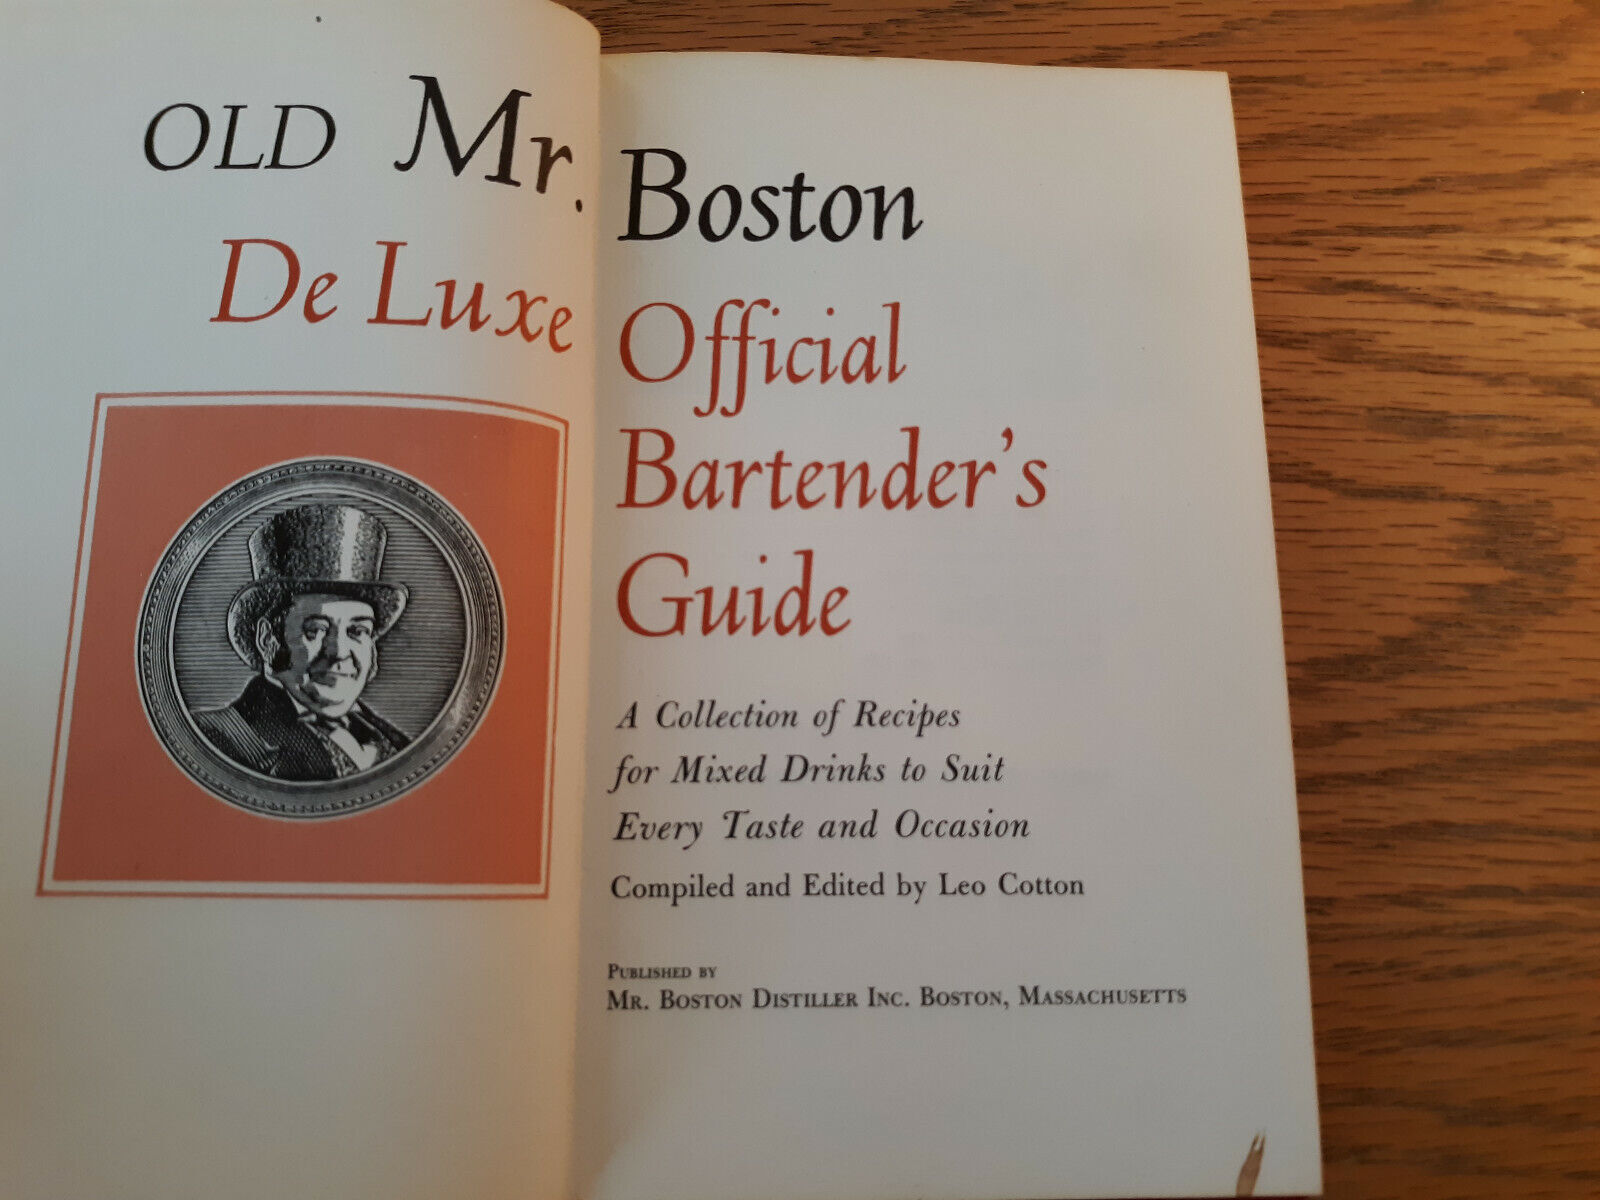 OLD Mr. Boston
De Luxe Official
Bartender's
Guide
A Collection of Recipes
for Mixed Drinks to Suit
Every Taste and Occasion
Compiled and Edited by Leo Cotton
Published by
Mr. Boston Distiller Inc. Boston, Massachusetts